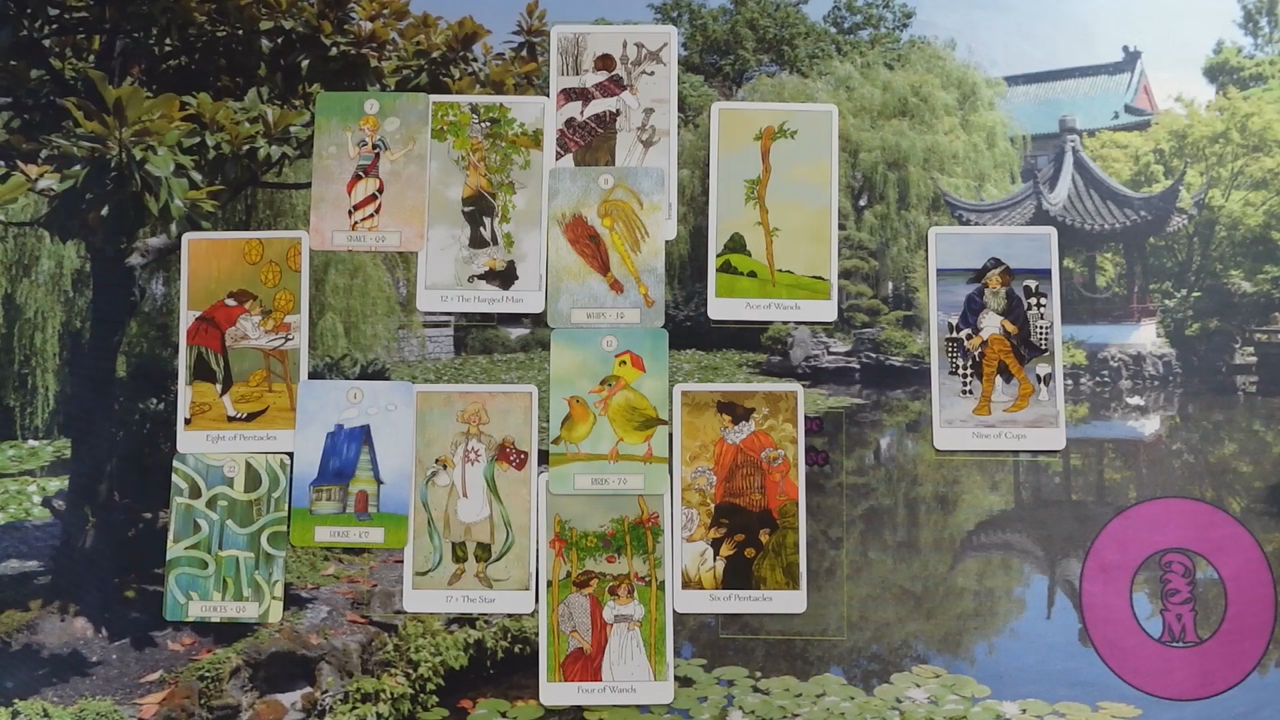 7
SNAKE - Q♢
12 • The Hanged Man
11
WHIPS - J♢
Ace of Wands
Eight of Pentacles
Nine of Cups
4
HOUSE - K♡
12
BIRDS - 7♢
22
CHOICES - Q♢
17 • The Star
Six of Pentacles
Four of Wands